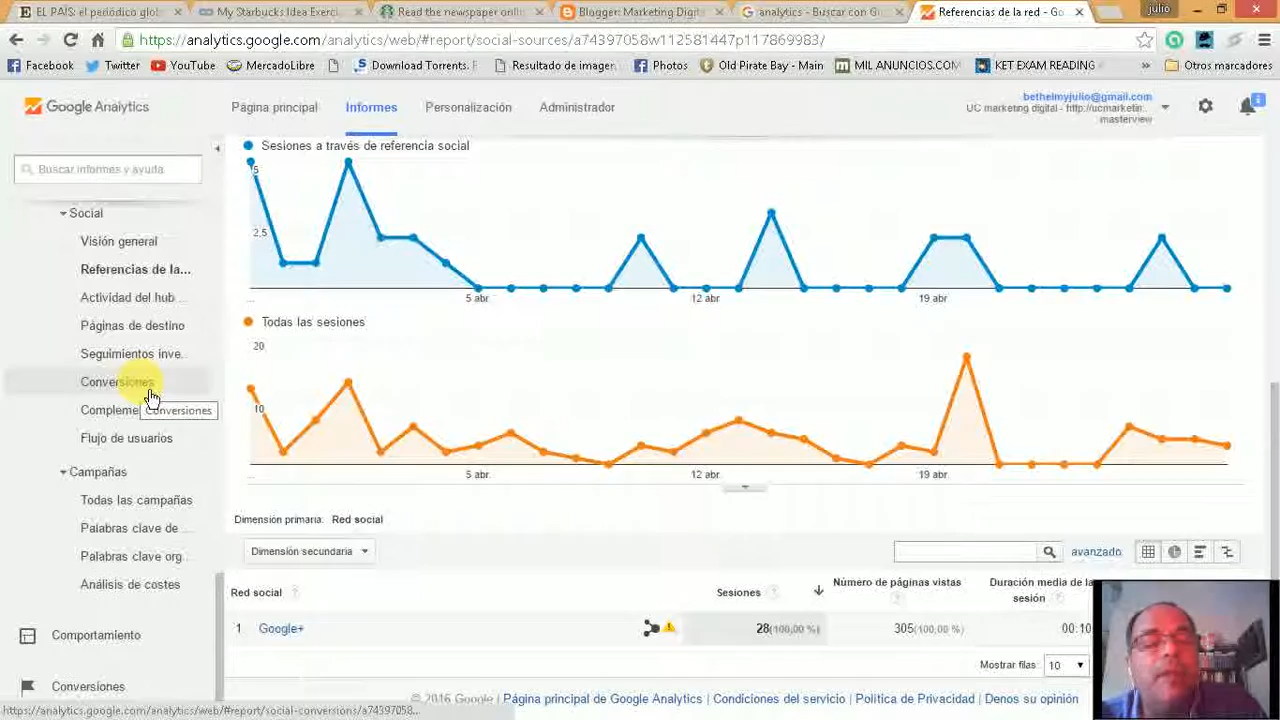 EL PAÍS: el periódico glob
My Starbucks Idea Exerci
Read the newspaper onli
Blogger: Marketing Digita
analytics - Buscar con Go
Referencias de la red - Go
julio
https://analytics.google.com/analytics/web/#report/social-sources/a74397058w112581447p117869983/
Facebook
Twitter
YouTube
MercadoLibre
Download Torrents.
Resultado de imagen
Photos
Old Pirate Bay - Main
MIL ANUNCIOS.COM
KET EXAM READING
Otros marcadores
Google Analytics
Página principal
Informes
Personalización
Administrador
bethelmyjulio@gmail.com
UC marketing digital - http://ucmarketin...
masterview
Buscar informes y ayuda
Social
Visión general
Referencias de la...
Actividad del hub ...
Páginas de destino
Seguimientos inve...
Conversiones
Compleme
Conversiones
Flujo de usuarios
Campañas
Todas las campañas
Palabras clave de ...
Palabras clave org...
Análisis de costes
Comportamiento
Conversiones
Sesiones a través de referencia social
5
2,5
...
5 abr
12 abr
19 abr
Todas las sesiones
20
10
...
5 abr
12 abr
19 abr
Dimensión primaria: Red social
Dimensión secundaria
avanzado
Red social
Sesiones
Número de páginas vistas
Duración media de la
sesión
1 Google+
28(100,00 %)
305(100,00 %)
00:10
Mostrar filas: 10
© 2016 Google
Página principal de Google Analytics
Condiciones del servicio
Política de Privacidad
Denos su opinión
https://analytics.google.com/analytics/web/#report/social-conversions/a74397058...